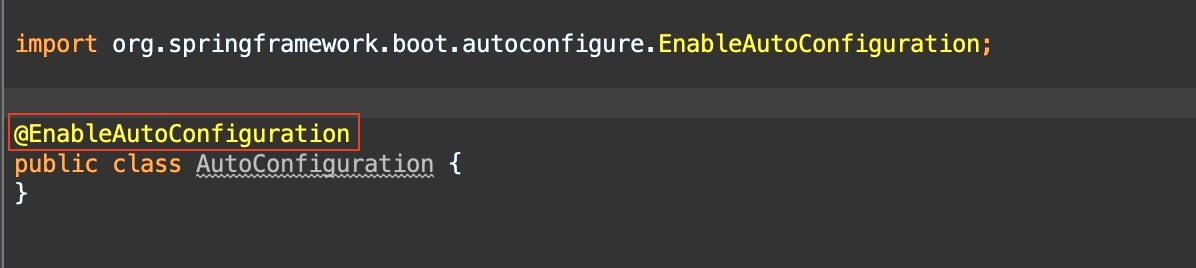 import org.springframework.boot.autoconfigure.EnableAutoConfiguration;
@EnableAutoConfiguration
public class AutoConfiguration {
}